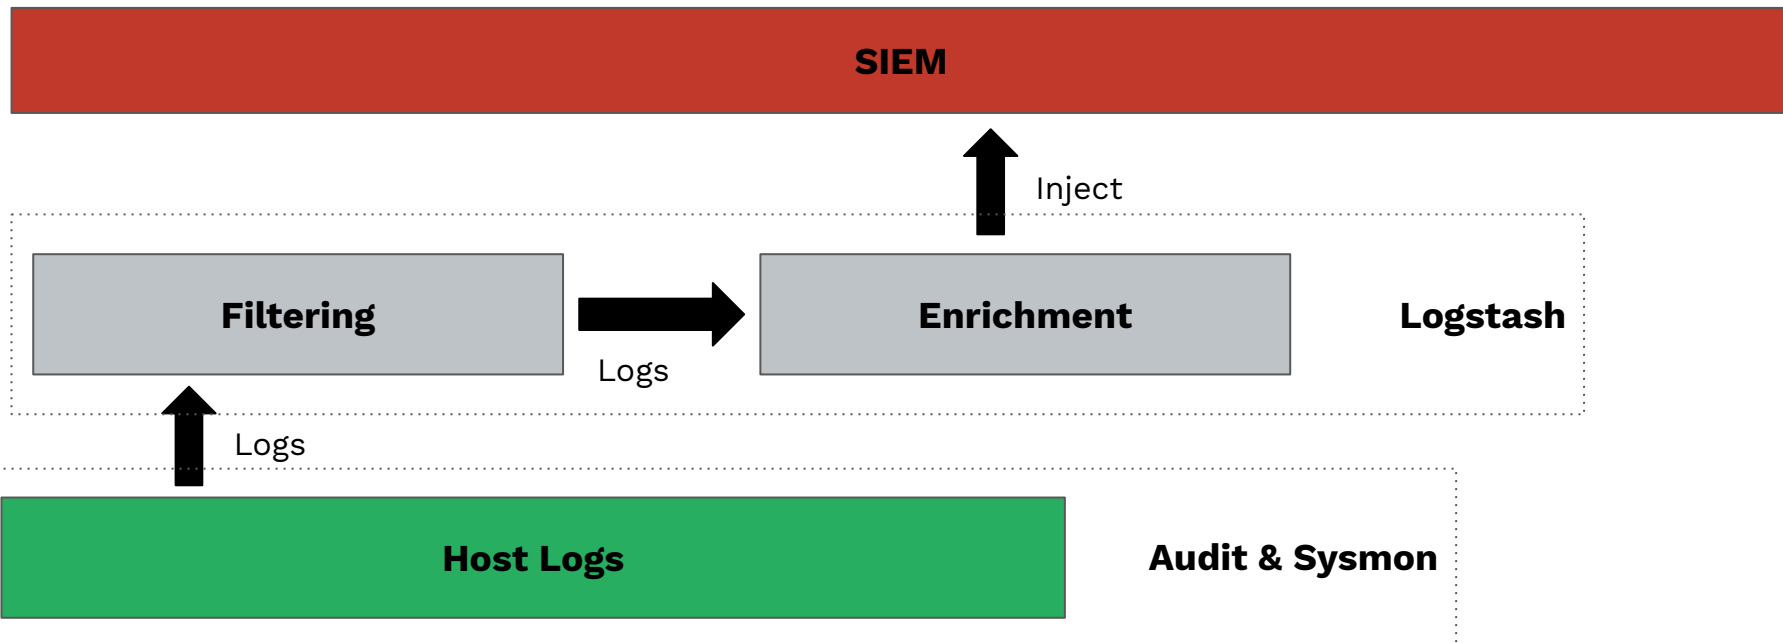 SIEM
Inject
Filtering
Logs
Enrichment
Logstash
Logs
Host Logs
Audit & Sysmon